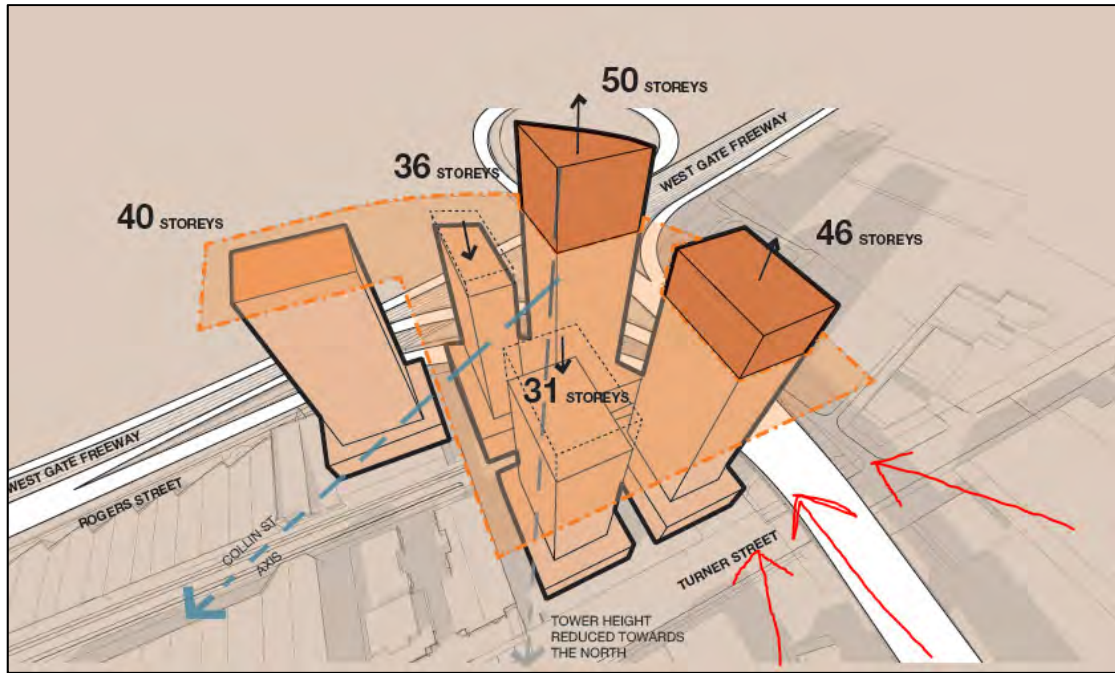 50 STOREYS
36 STOREYS
40 STOREYS
46 STOREYS
31 STOREYS
WEST GATE FREEWAY
WEST GATE FREEWAY
ROGERS STREET
COLLIN ST
AXIS
TURNER STREET
TOWER HEIGHT
REDUCED TOWARDS
THE NORTH